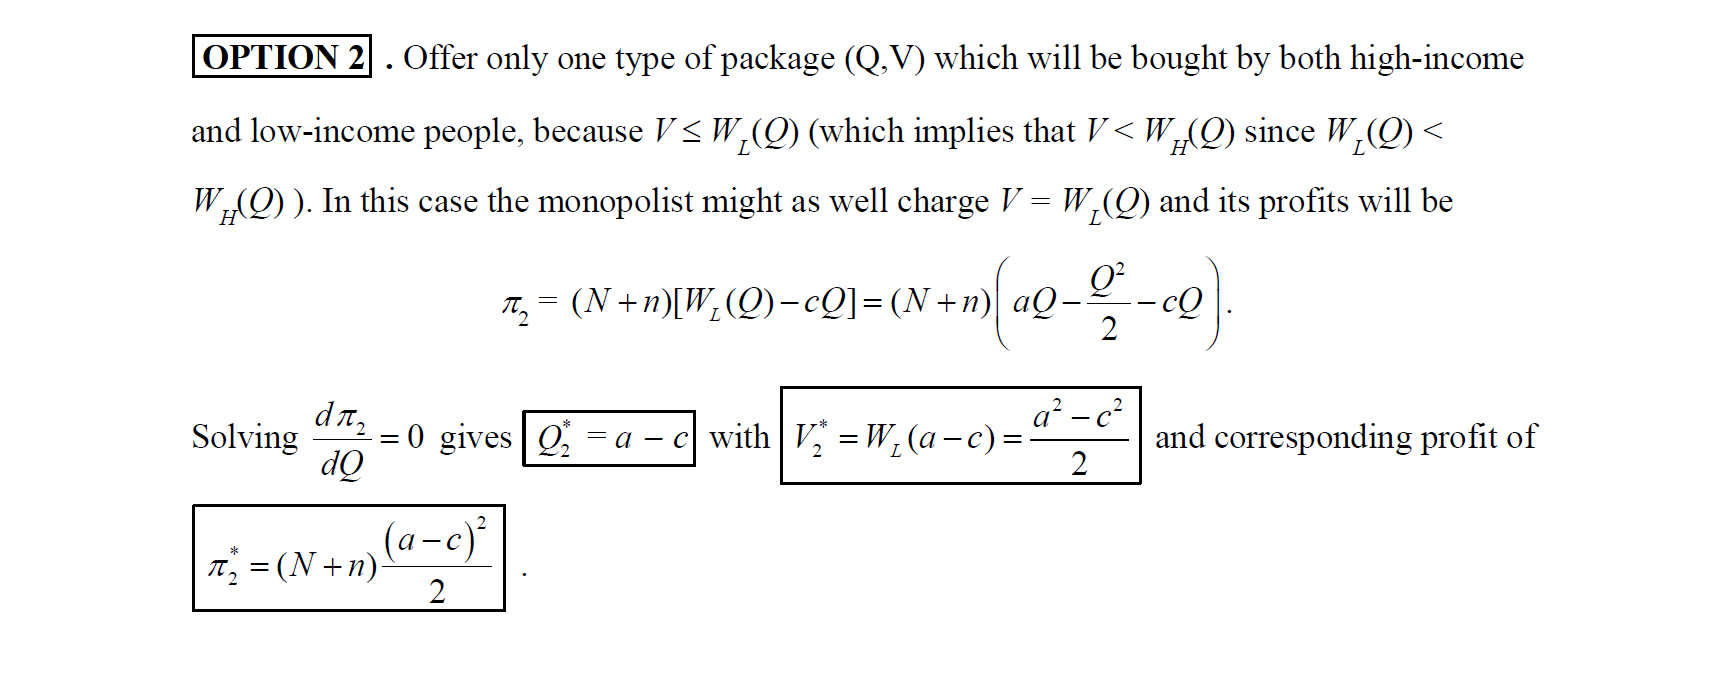 OPTION 2 . Offer only one type of package (Q,V) which will be bought by both high-income
and low-income people, because V ≤ W_L(Q) (which implies that V < W_H(Q) since W_L(Q) <
W_H(Q) ). In this case the monopolist might as well charge V = W_L(Q) and its profits will be
π_2 = (N + n)[W_L(Q) − cQ] = (N + n)(aQ − Q²/2 − cQ).
Solving dπ_2/dQ = 0 gives Q_2^* = a − c with V_2^* = W_L(a − c) = (a² − c²)/2 and corresponding profit of
π_2^* = (N + n) (a − c)²/2 .